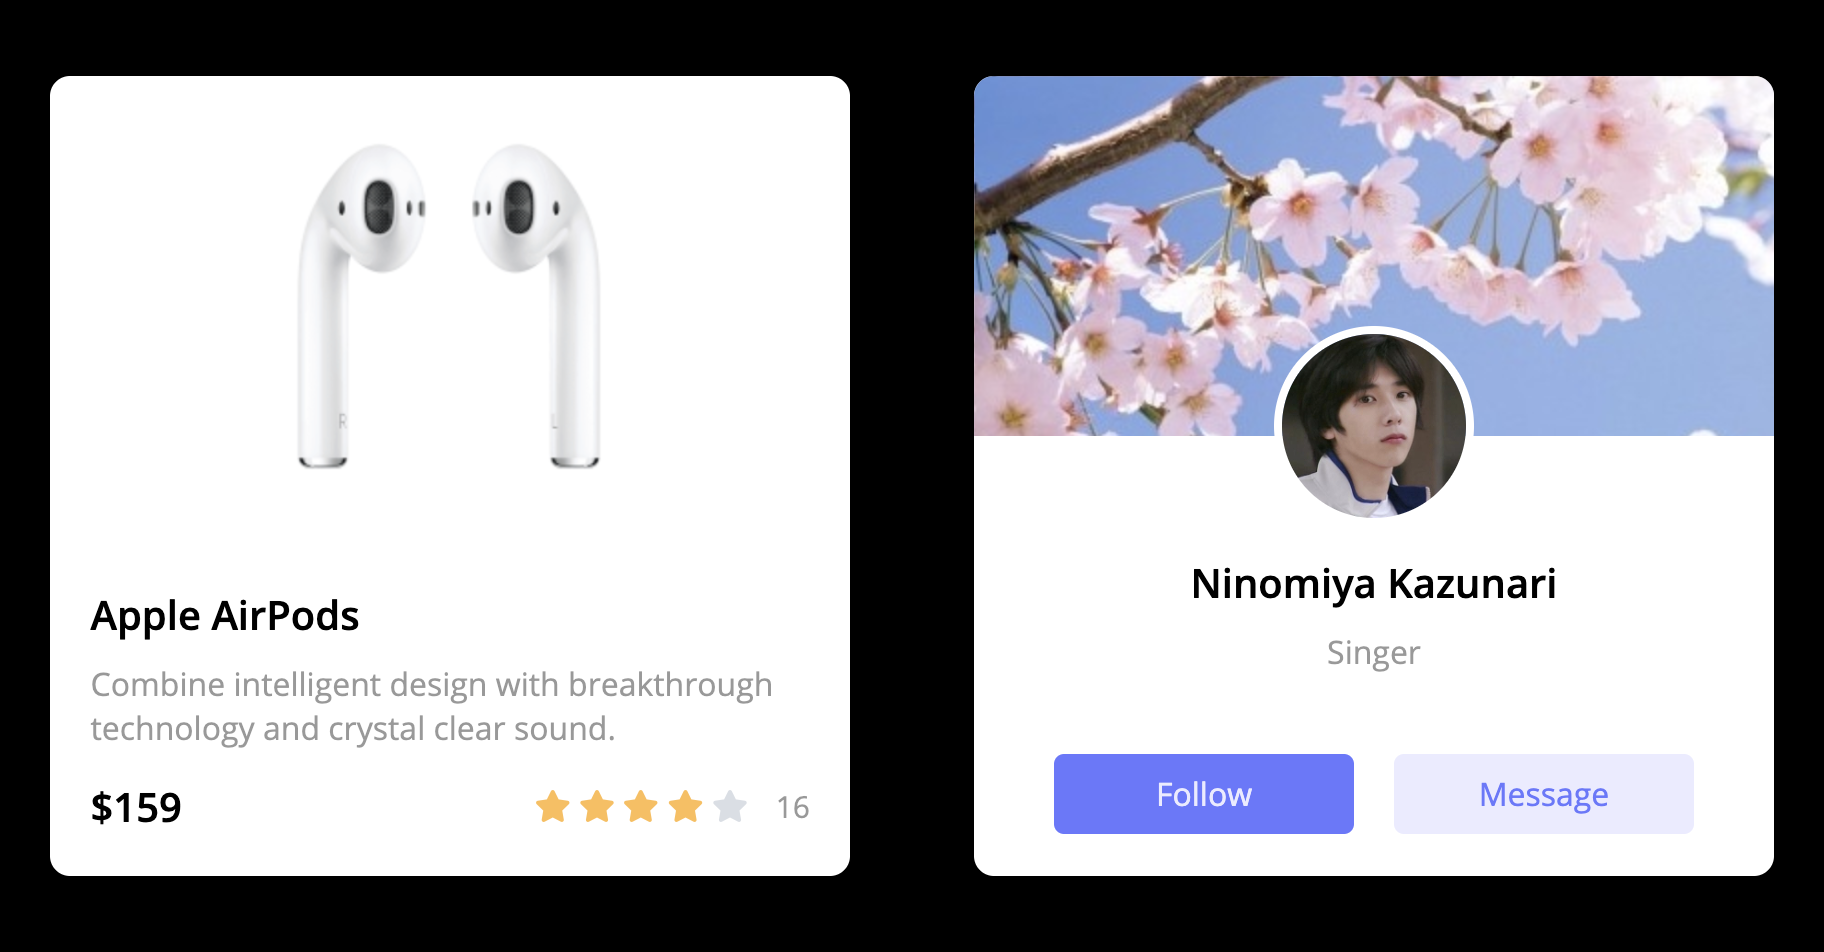 R
L
Apple AirPods
Combine intelligent design with breakthrough
technology and crystal clear sound.
$159
16
Ninomiya Kazunari
Singer
Follow
Message